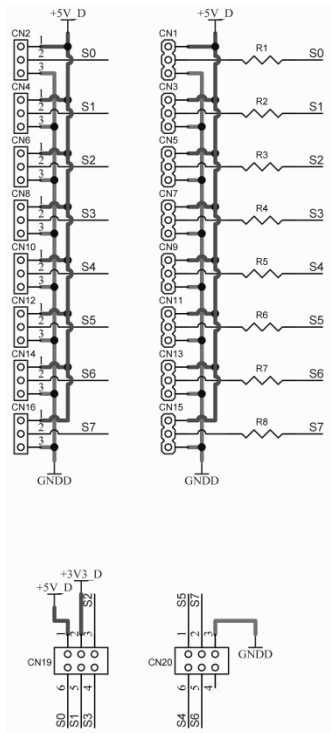 +5V_D +5V_D
CN2 CN1
1
2 S0 R1 S0
3
CN4 CN3
1
2 S1 R2 S1
3
CN6 CN5
1
2 S2 R3 S2
3
CN8 CN7
1
2 S3 R4 S3
3
CN10 CN9
1
2 S4 R5 S4
3
CN12 CN11
1
2 S5 R6 S5
3
CN14 CN13
1
2 S6 R7 S6
3
CN16 CN15
1
2 S7 R8 S7
3
GNDD GNDD
+3V3_D
+5V_D S2 S5 S7
1 2 3 1 2 3
CN19 CN20 GNDD
6 5 4 6 5 4
S0 S1 S3 S4 S6